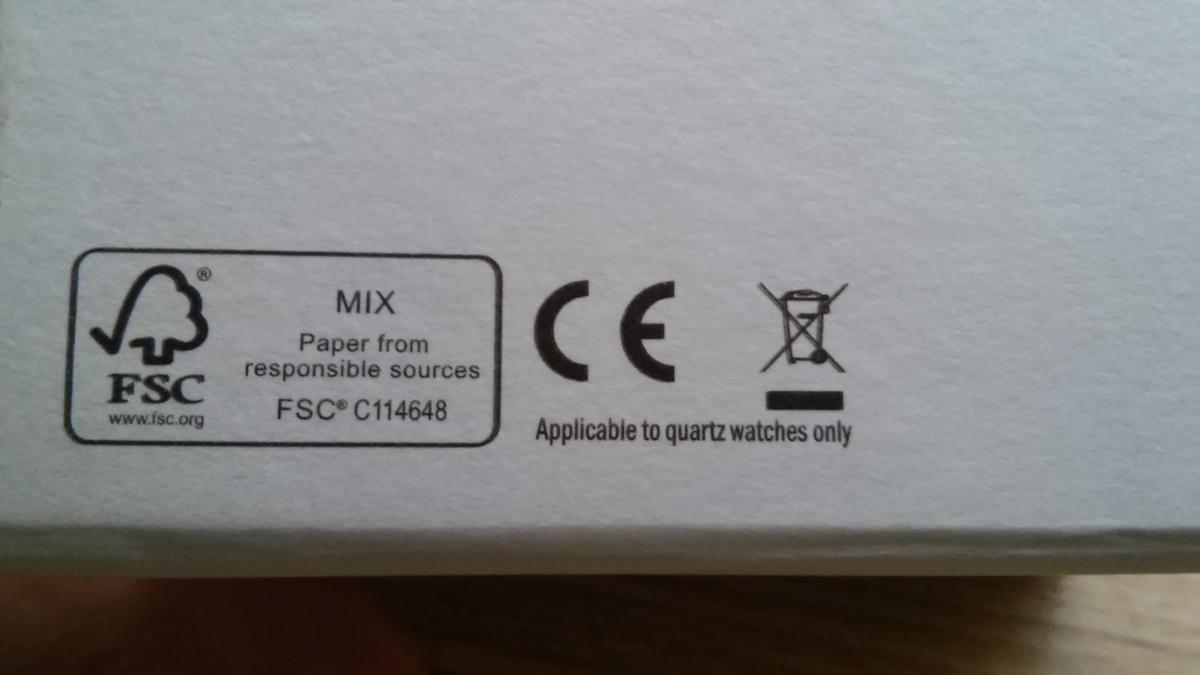 ®
FSC
www.fsc.org
MIX
Paper from
responsible sources
FSC® C114648
CE
Applicable to quartz watches only